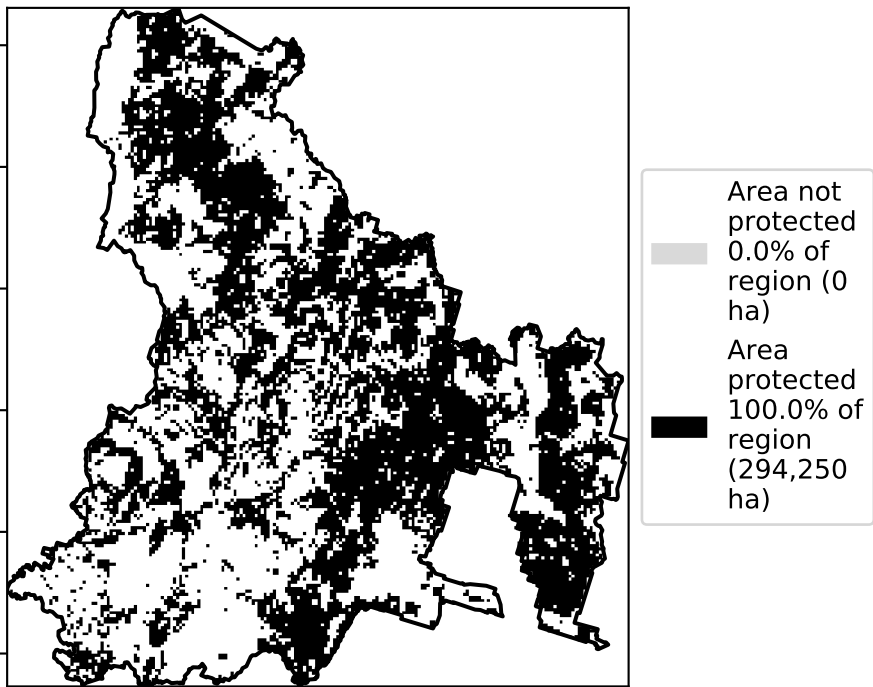 Area not
protected
0.0% of
region (0
ha)
Area
protected
100.0% of
region
(294,250
ha)